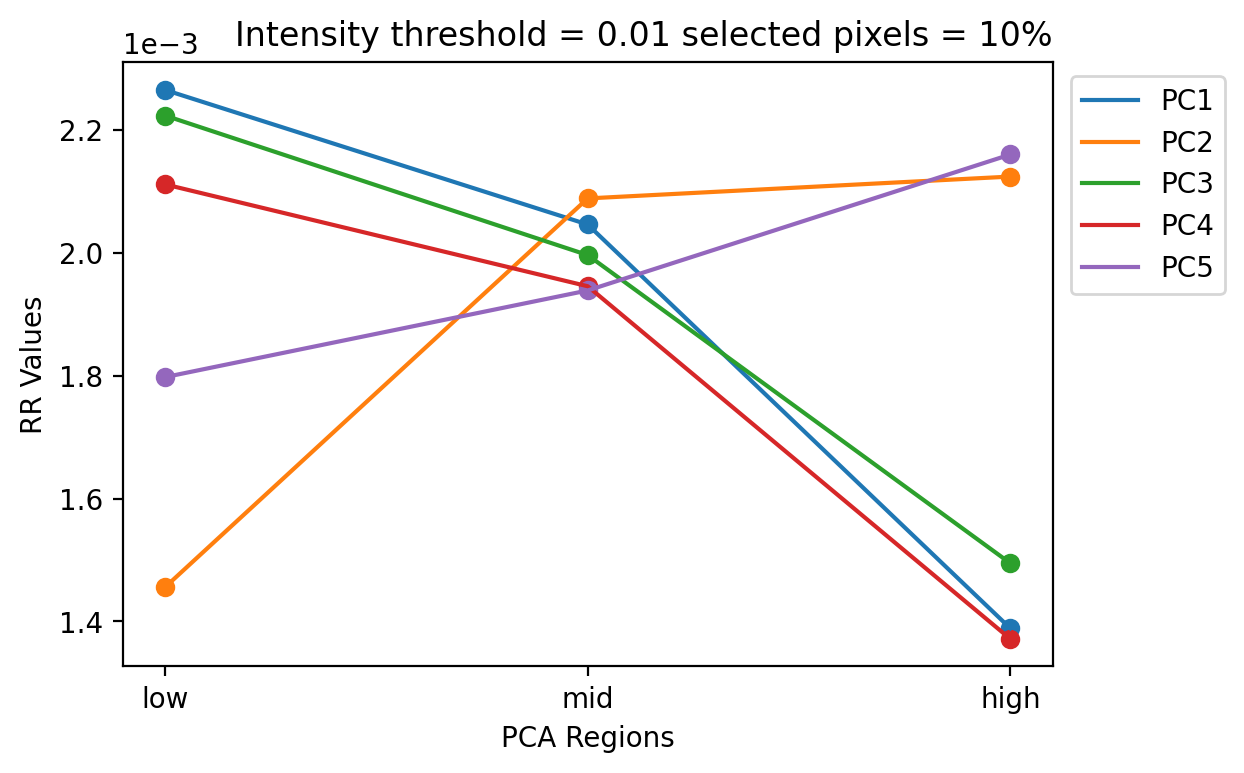 Intensity threshold = 0.01 selected pixels = 10%
1e−3
2.2
2.0
1.8
1.6
1.4
RR Values
low
mid
high
PCA Regions
PC1
PC2
PC3
PC4
PC5